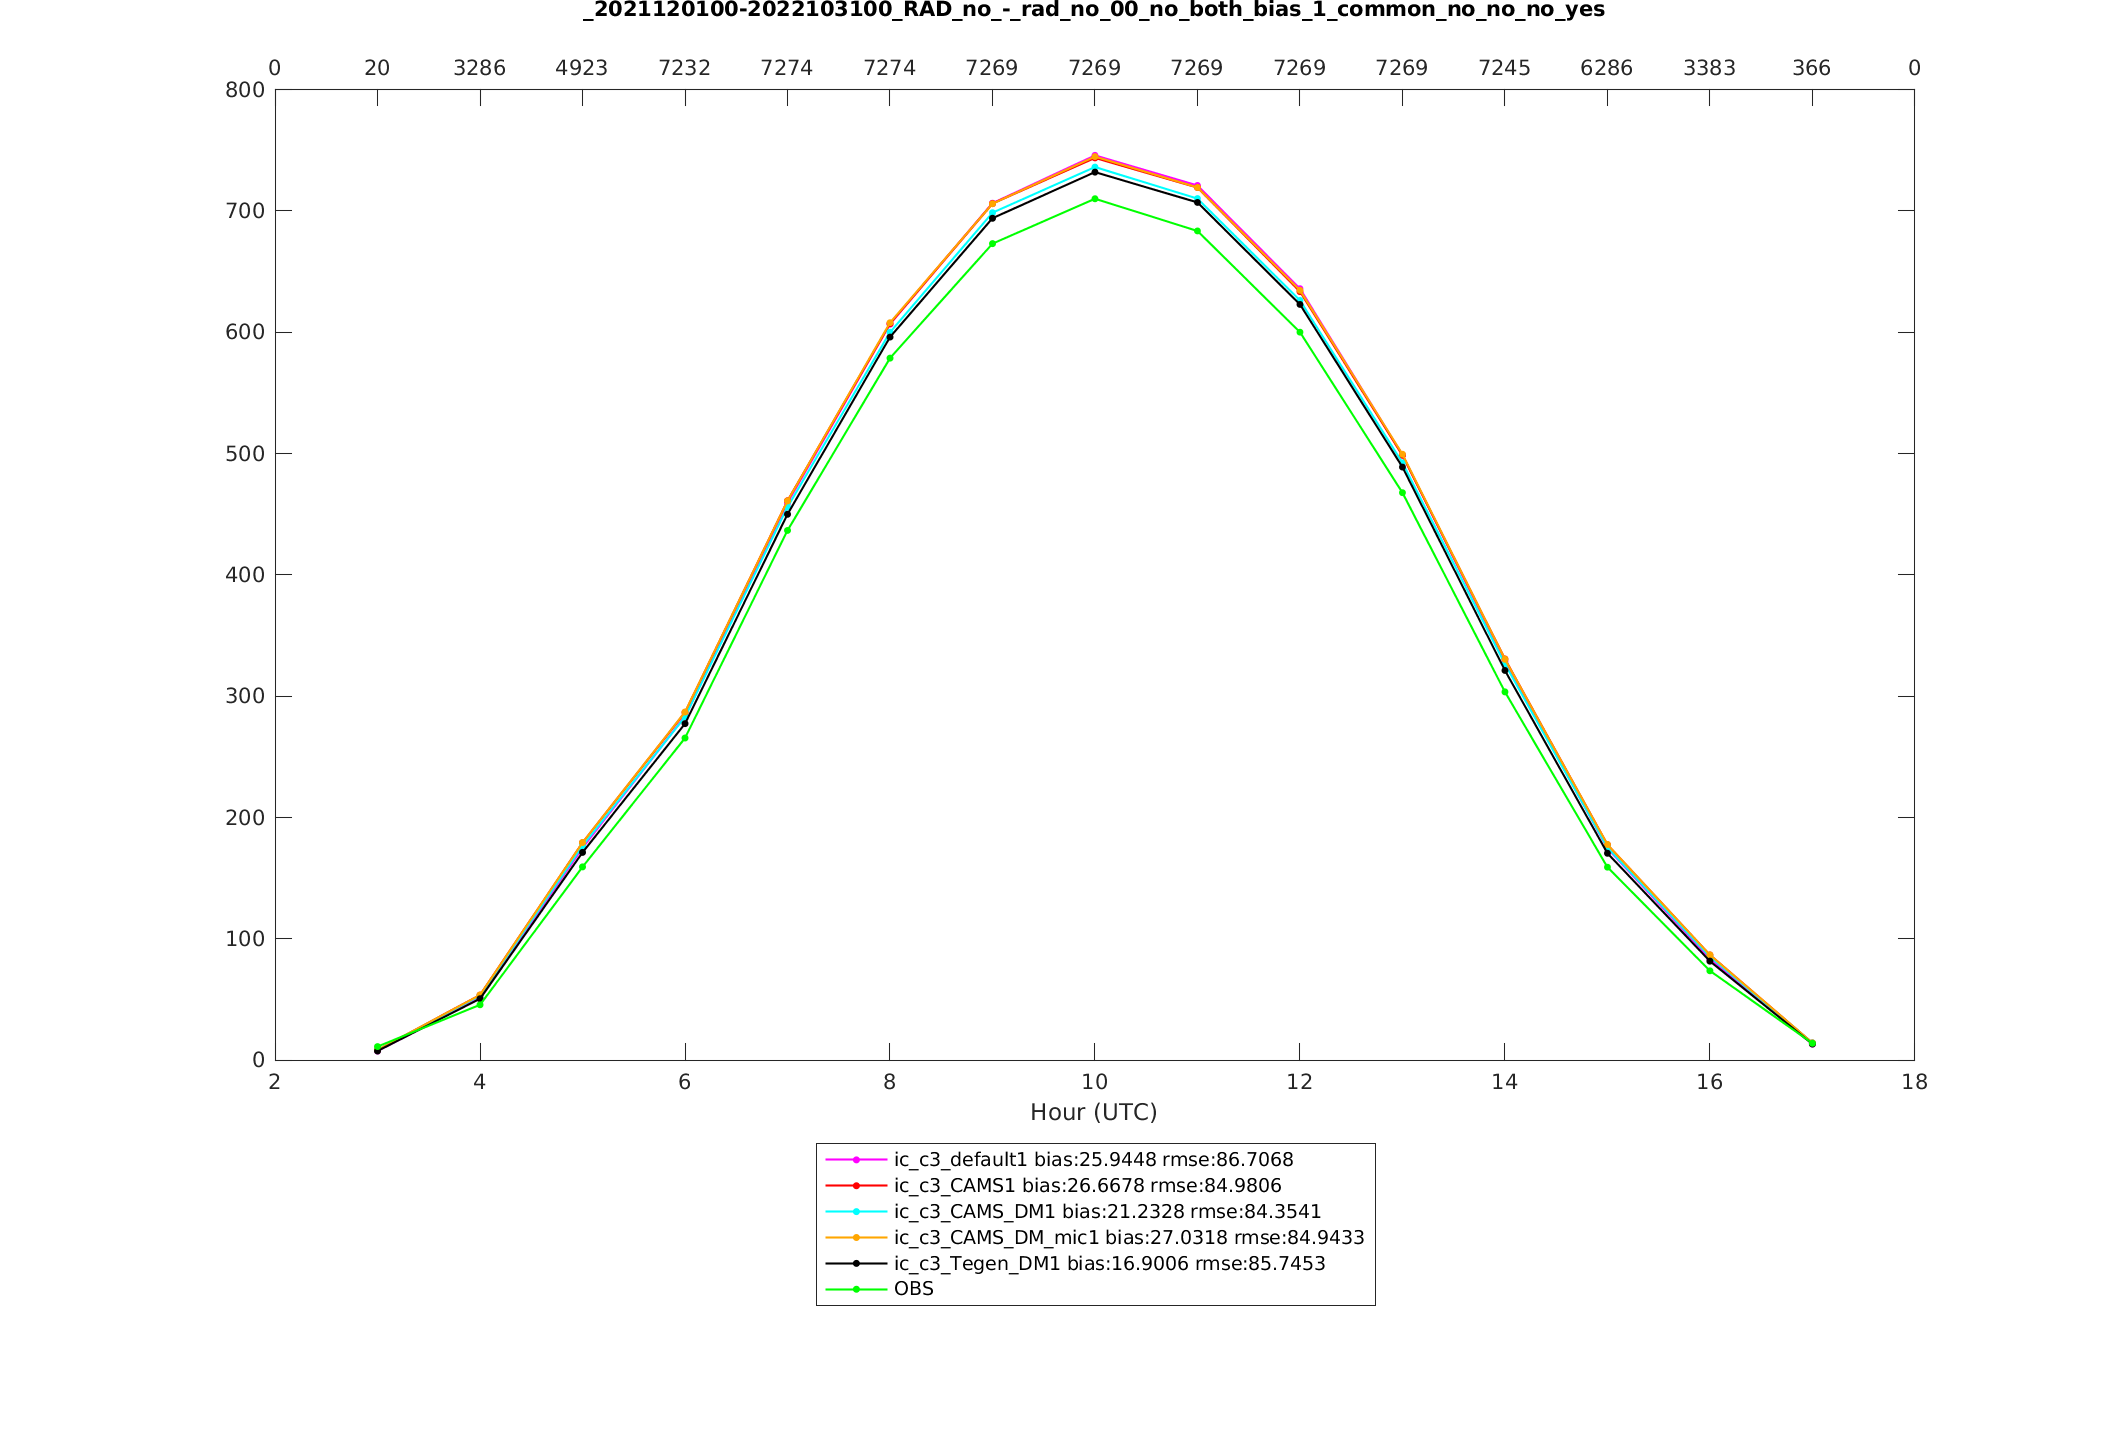 _2021120100-2022103100_RAD_no_-_rad_no_00_no_both_bias_1_common_no_no_no_yes
0 20 3286 4923 7232 7274 7274 7269 7269 7269 7269 7269 7245 6286 3383 366 0
800
700
600
500
400
300
200
100
0
2 4 6 8 10 12 14 16 18
Hour (UTC)
ic_c3_default1 bias:25.9448 rmse:86.7068
ic_c3_CAMS1 bias:26.6678 rmse:84.9806
ic_c3_CAMS_DM1 bias:21.2328 rmse:84.3541
ic_c3_CAMS_DM_mic1 bias:27.0318 rmse:84.9433
ic_c3_Tegen_DM1 bias:16.9006 rmse:85.7453
OBS